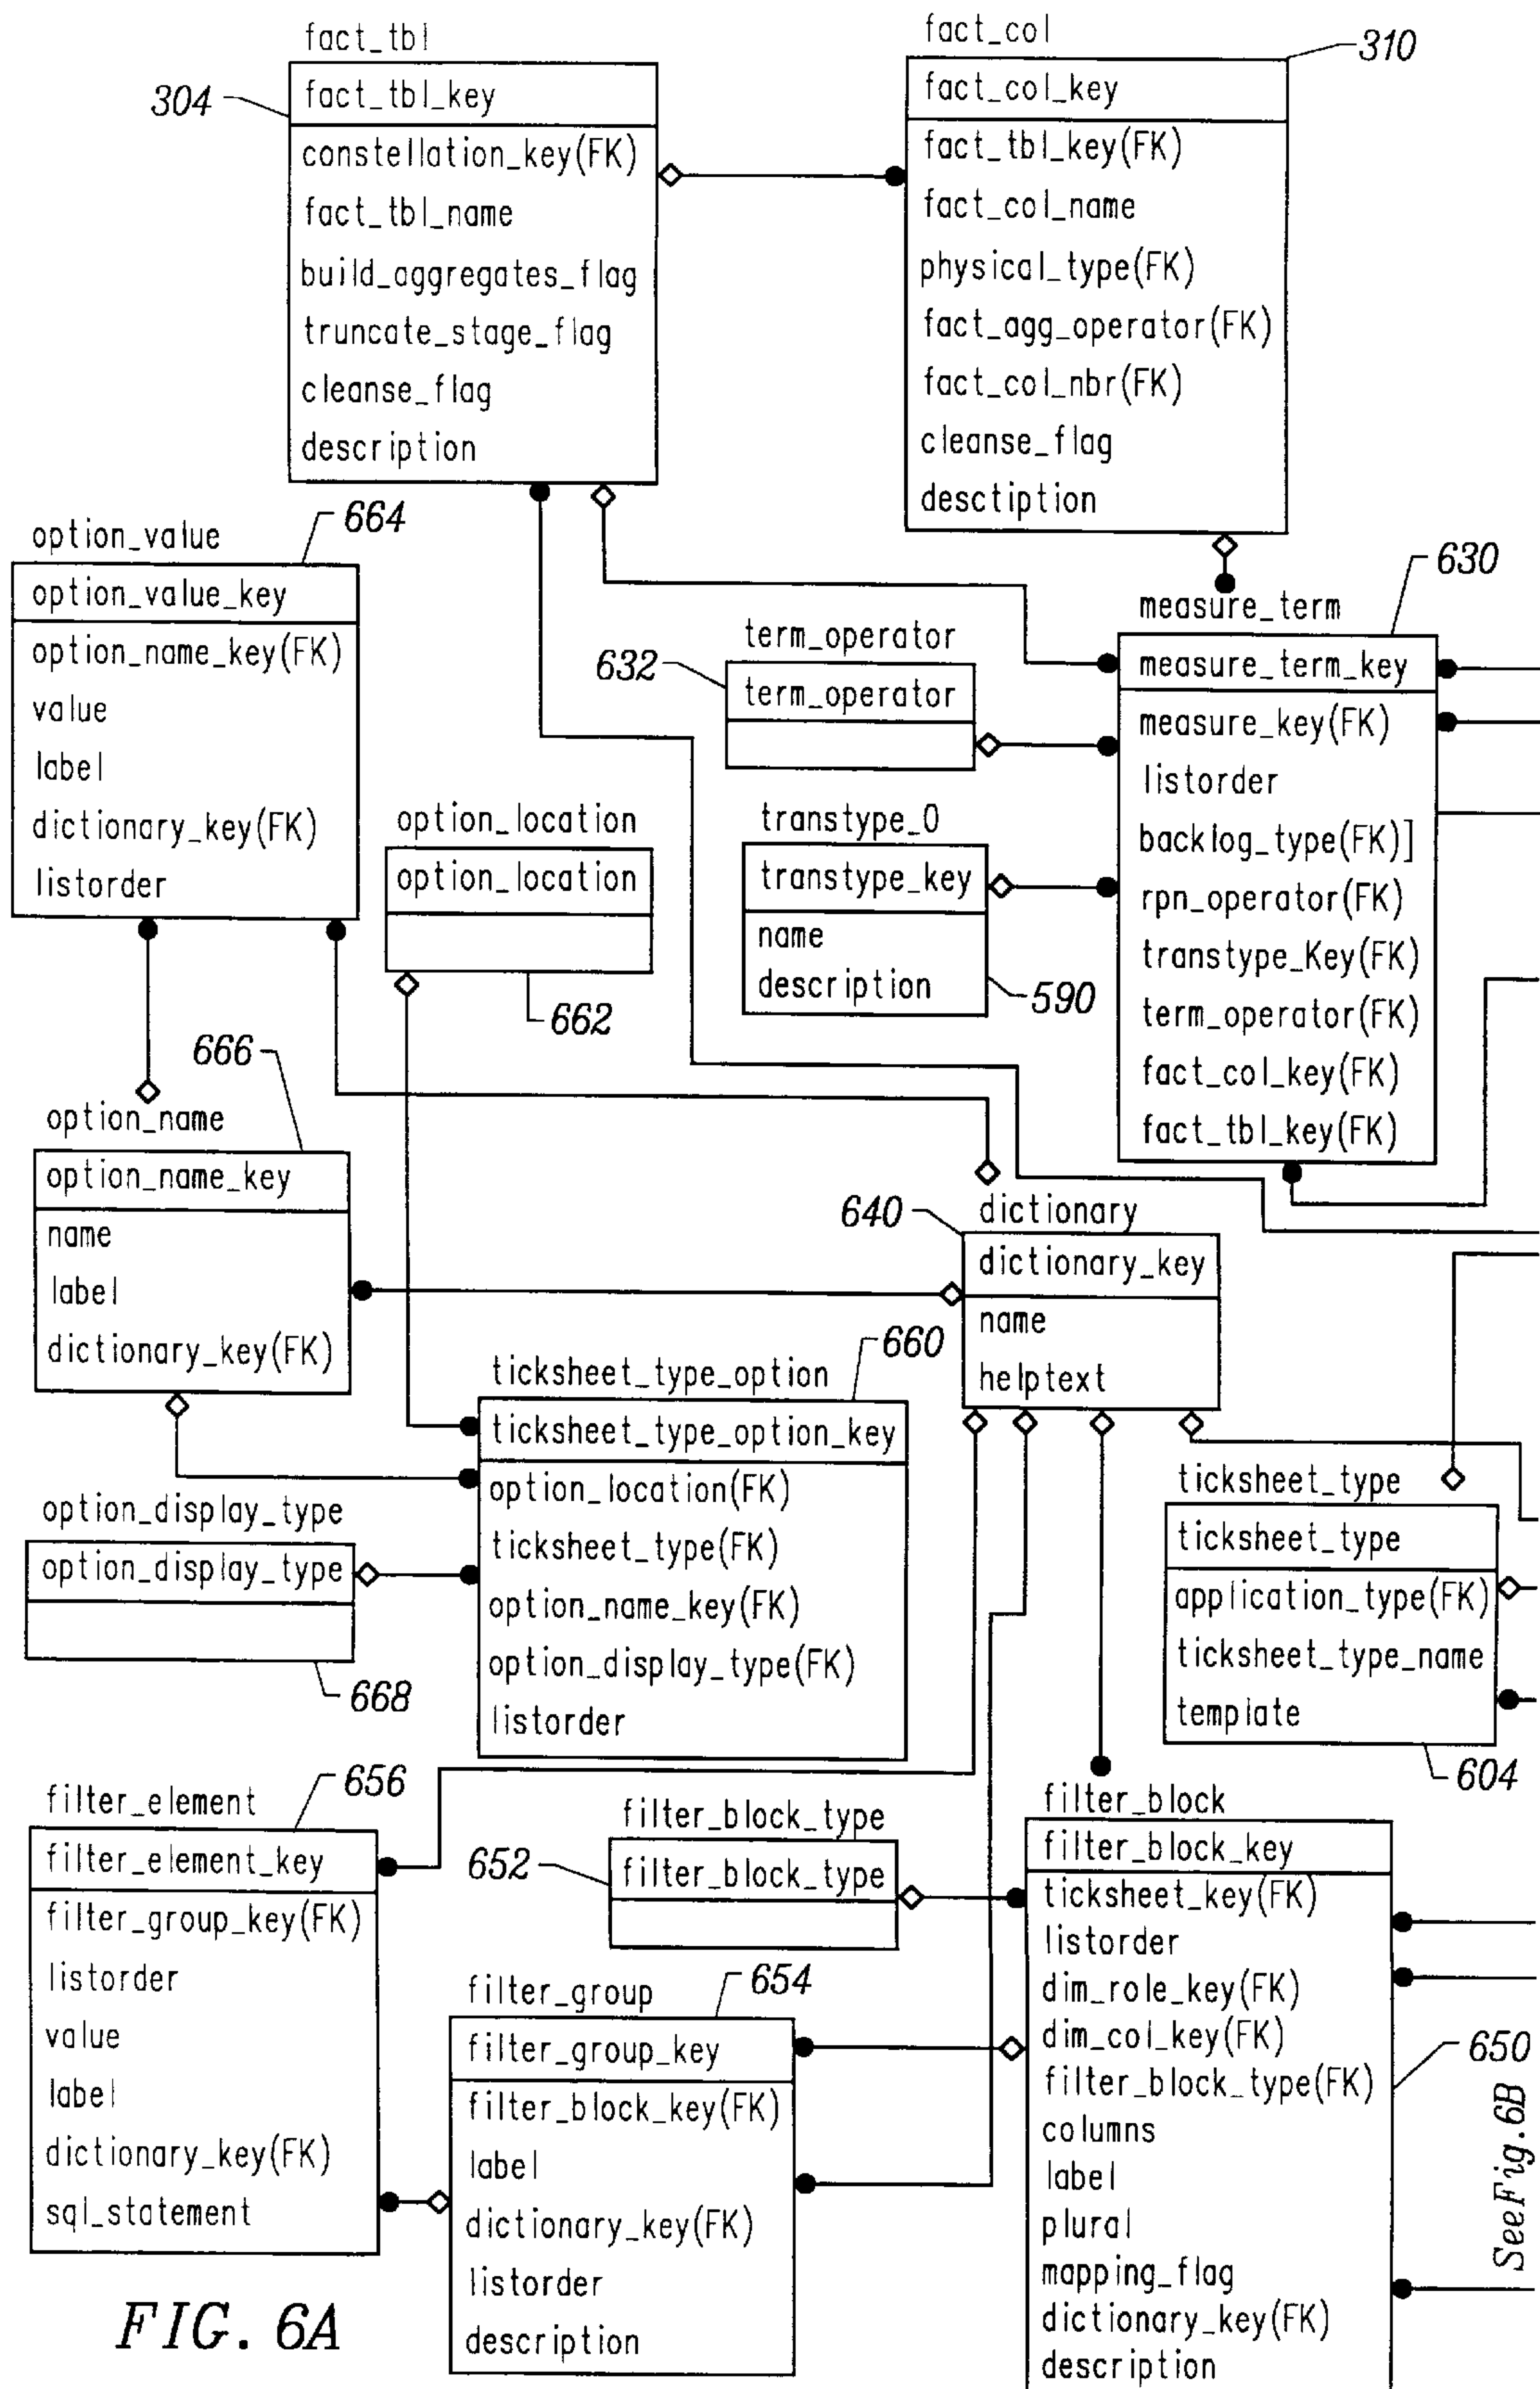 fact_tbl
304
fact_tbl_key
constellation_key(FK)
fact_tbl_name
build_aggregates_flag
truncate_stage_flag
cleanse_flag
description
fact_col
310
fact_col_key
fact_tbl_key(FK)
fact_col_name
physical_type(FK)
fact_agg_operator(FK)
fact_col_nbr(FK)
cleanse_flag
desctiption
option_value
664
option_value_key
option_name_key(FK)
value
label
dictionary_key(FK)
listorder
term_operator
632
term_operator
measure_term
630
measure_term_key
measure_key(FK)
listorder
backlog_type(FK)]
rpn_operator(FK)
transtype_Key(FK)
term_operator(FK)
fact_col_key(FK)
fact_tbl_key(FK)
option_location
option_location
662
transtype_0
transtype_key
name
description
590
666
option_name
option_name_key
name
label
dictionary_key(FK)
640
dictionary
dictionary_key
name
helptext
ticksheet_type_option
660
ticksheet_type_option_key
option_location(FK)
ticksheet_type(FK)
option_name_key(FK)
option_display_type(FK)
listorder
option_display_type
option_display_type
668
ticksheet_type
ticksheet_type
application_type(FK)
ticksheet_type_name
template
604
filter_element
656
filter_element_key
filter_group_key(FK)
listorder
value
label
dictionary_key(FK)
sql_statement
filter_block_type
652
filter_block_type
filter_group
654
filter_group_key
filter_block_key(FK)
label
dictionary_key(FK)
listorder
description
filter_block
filter_block_key
ticksheet_key(FK)
listorder
dim_role_key(FK)
dim_col_key(FK)
filter_block_type(FK)
columns
label
plural
mapping_flag
dictionary_key(FK)
description
650
See Fig. 6B
FIG. 6A